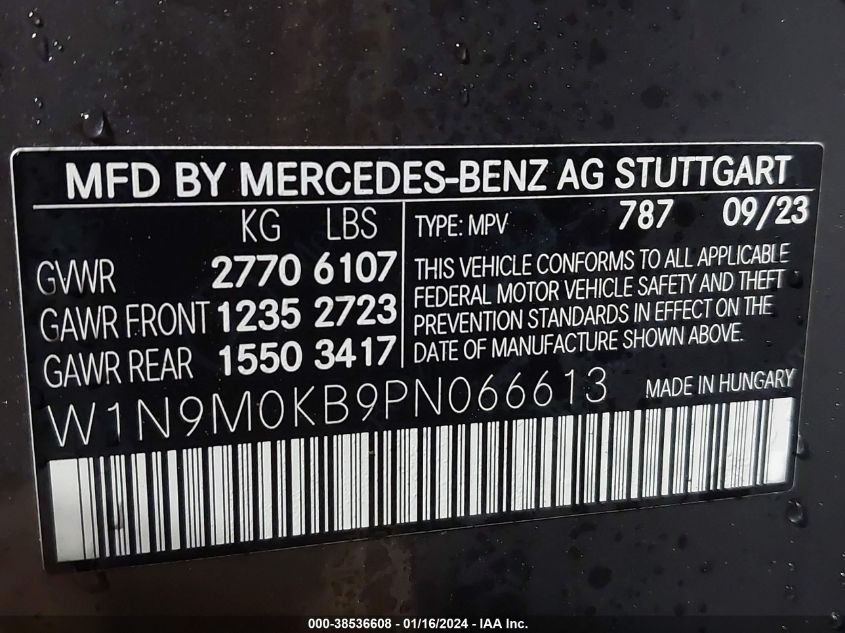 MFD BY MERCEDES-BENZ AG STUTTGART
KG LBS
GVWR 2770 6107
GAWR FRONT 1235 2723
GAWR REAR 1550 3417
TYPE: MPV 787 09/23
THIS VEHICLE CONFORMS TO ALL APPLICABLE
FEDERAL MOTOR VEHICLE SAFETY AND THEFT
PREVENTION STANDARDS IN EFFECT ON THE
DATE OF MANUFACTURE SHOWN ABOVE.
W1N9M0KB9PN066613 MADE IN HUNGARY
000-38536608 - 01/16/2024 - IAA Inc.